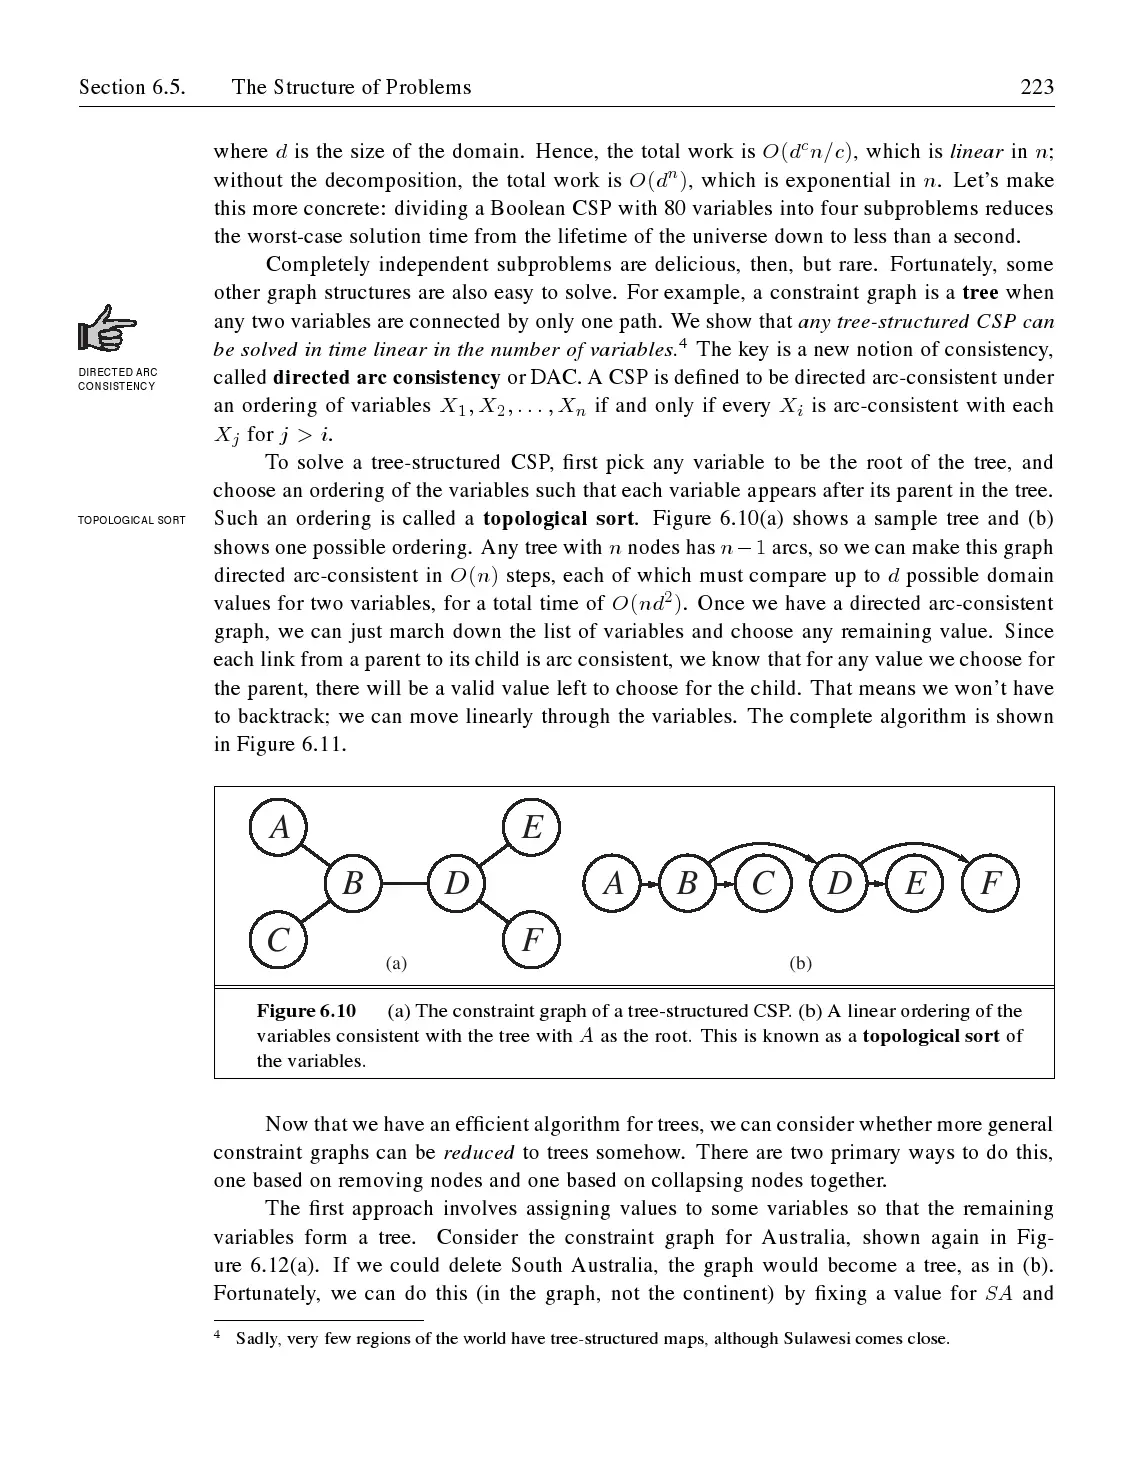 Section 6.5. The Structure of Problems 223
where d is the size of the domain. Hence, the total work is O(dᶜn/c), which is linear in n;
without the decomposition, the total work is O(dⁿ), which is exponential in n. Let's make
this more concrete: dividing a Boolean CSP with 80 variables into four subproblems reduces
the worst-case solution time from the lifetime of the universe down to less than a second.
Completely independent subproblems are delicious, then, but rare. Fortunately, some
other graph structures are also easy to solve. For example, a constraint graph is a tree when
any two variables are connected by only one path. We show that any tree-structured CSP can
be solved in time linear in the number of variables.⁴ The key is a new notion of consistency,
DIRECTED ARC
CONSISTENCY
called directed arc consistency or DAC. A CSP is defined to be directed arc-consistent under
an ordering of variables X₁, X₂, . . . , Xₙ if and only if every Xᵢ is arc-consistent with each
Xⱼ for j > i.
To solve a tree-structured CSP, first pick any variable to be the root of the tree, and
choose an ordering of the variables such that each variable appears after its parent in the tree.
TOPOLOGICAL SORT
Such an ordering is called a topological sort. Figure 6.10(a) shows a sample tree and (b)
shows one possible ordering. Any tree with n nodes has n−1 arcs, so we can make this graph
directed arc-consistent in O(n) steps, each of which must compare up to d possible domain
values for two variables, for a total time of O(nd²). Once we have a directed arc-consistent
graph, we can just march down the list of variables and choose any remaining value. Since
each link from a parent to its child is arc consistent, we know that for any value we choose for
the parent, there will be a valid value left to choose for the child. That means we won't have
to backtrack; we can move linearly through the variables. The complete algorithm is shown
in Figure 6.11.
A E
B D
C F
(a)
A B C D E F
(b)
Figure 6.10 (a) The constraint graph of a tree-structured CSP. (b) A linear ordering of the
variables consistent with the tree with A as the root. This is known as a topological sort of
the variables.
Now that we have an efficient algorithm for trees, we can consider whether more general
constraint graphs can be reduced to trees somehow. There are two primary ways to do this,
one based on removing nodes and one based on collapsing nodes together.
The first approach involves assigning values to some variables so that the remaining
variables form a tree. Consider the constraint graph for Australia, shown again in Fig-
ure 6.12(a). If we could delete South Australia, the graph would become a tree, as in (b).
Fortunately, we can do this (in the graph, not the continent) by fixing a value for SA and
⁴ Sadly, very few regions of the world have tree-structured maps, although Sulawesi comes close.